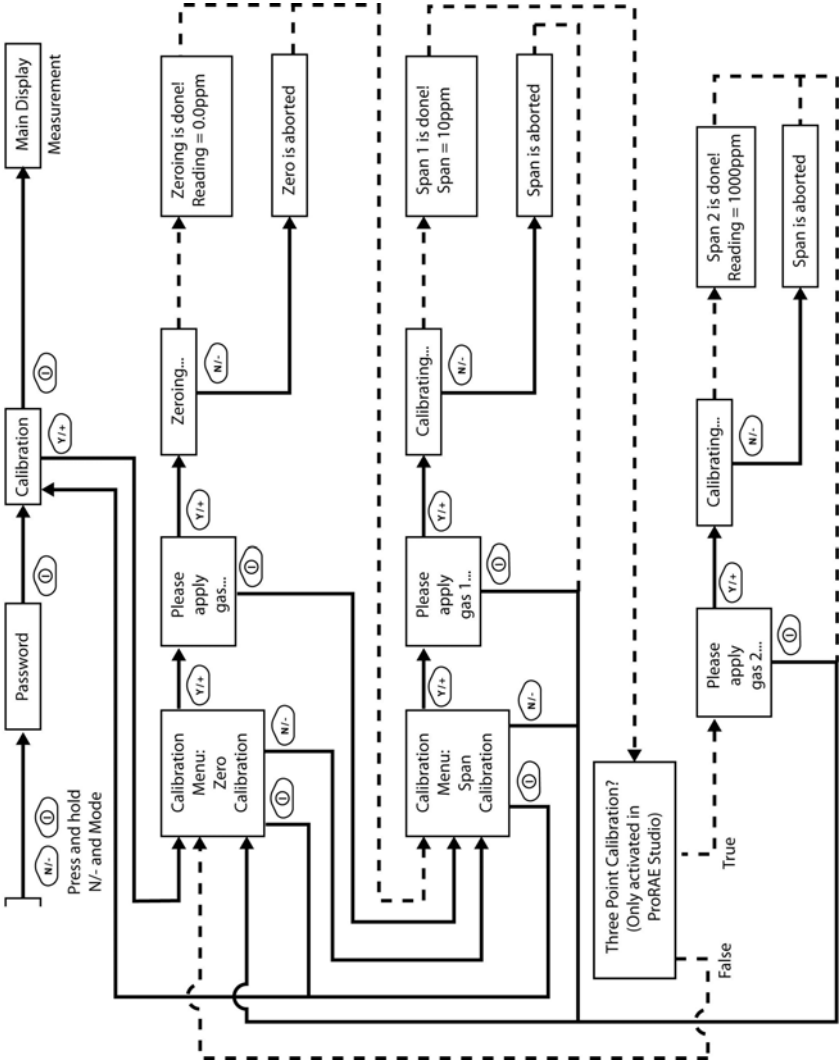 N/-
Press and hold
N/- and Mode
Password
Calibration
Y/+
Main Display
Measurement
Calibration
Menu:
Zero
Calibration
Y/+
N/-
Please
apply
gas...
Y/+
Zeroing...
N/-
Zeroing is done!
Reading = 0.0ppm
Zero is aborted
Calibration
Menu:
Span
Calibration
Y/+
N/-
Please
apply
gas 1...
Y/+
Calibrating...
N/-
Span 1 is done!
Span = 10ppm
Span is aborted
Three Point Calibration?
(Only activated in
ProRAE Studio)
False
True
Please
apply
gas 2...
Y/+
Calibrating...
N/-
Span 2 is done!
Reading = 1000ppm
Span is aborted